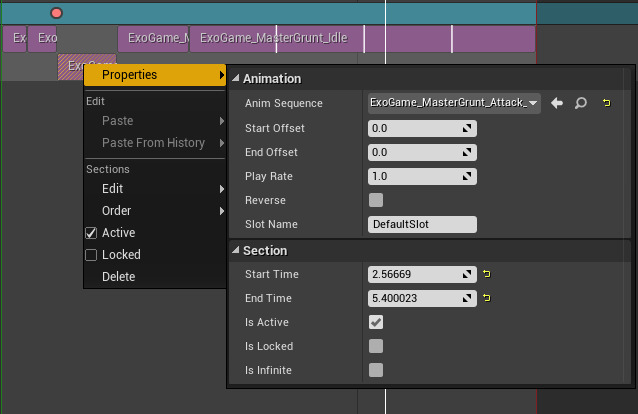 Ex
Exo
ExoGame_M
ExoGame_MasterGrunt_Idle
ExoGame
Properties
Edit
Paste
Paste From History
Sections
Edit
Order
Active
Locked
Delete
Animation
Anim Sequence ExoGame_MasterGrunt_Attack_
Start Offset 0.0
End Offset 0.0
Play Rate 1.0
Reverse
Slot Name DefaultSlot
Section
Start Time 2.56669
End Time 5.400023
Is Active
Is Locked
Is Infinite